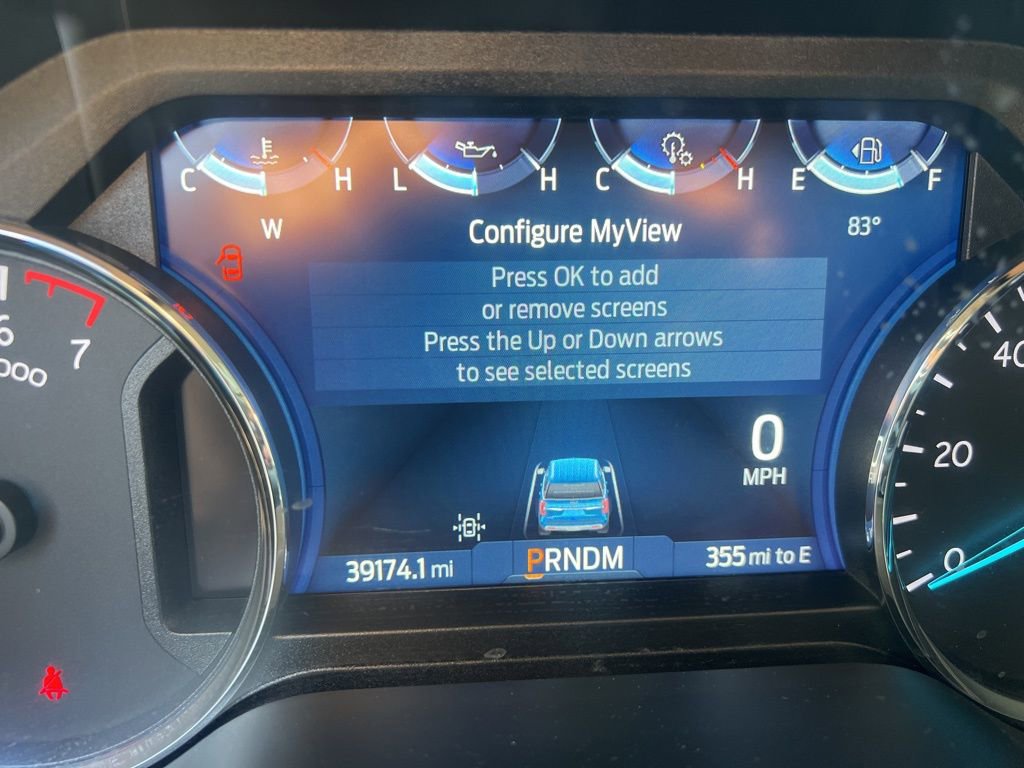 C H L H C H E F
W
83°
Configure MyView
Press OK to add
or remove screens
Press the Up or Down arrows
to see selected screens
6
7
000
40
20
0
0
MPH
39174.1 mi
PRNDM
355 mi to E